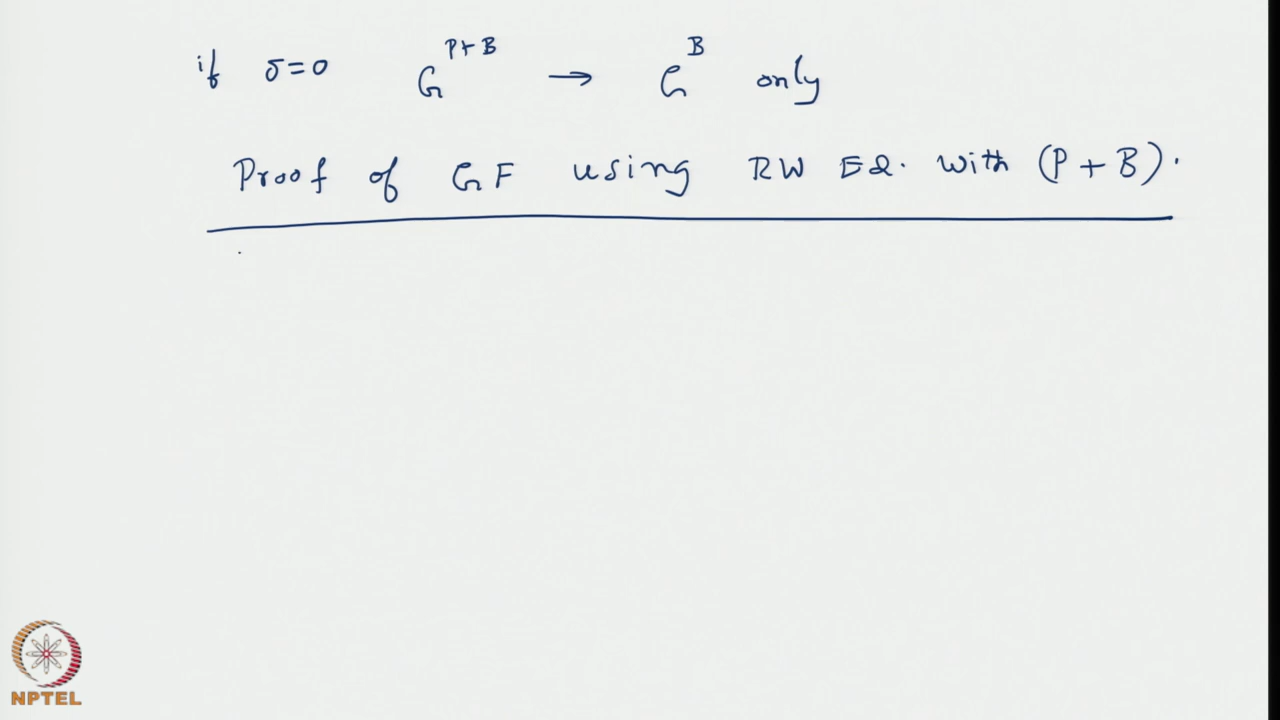 if δ=0 G^{P+B} → G^{B} only
Proof of GF using RW EQ. with (P + B).
NPTEL